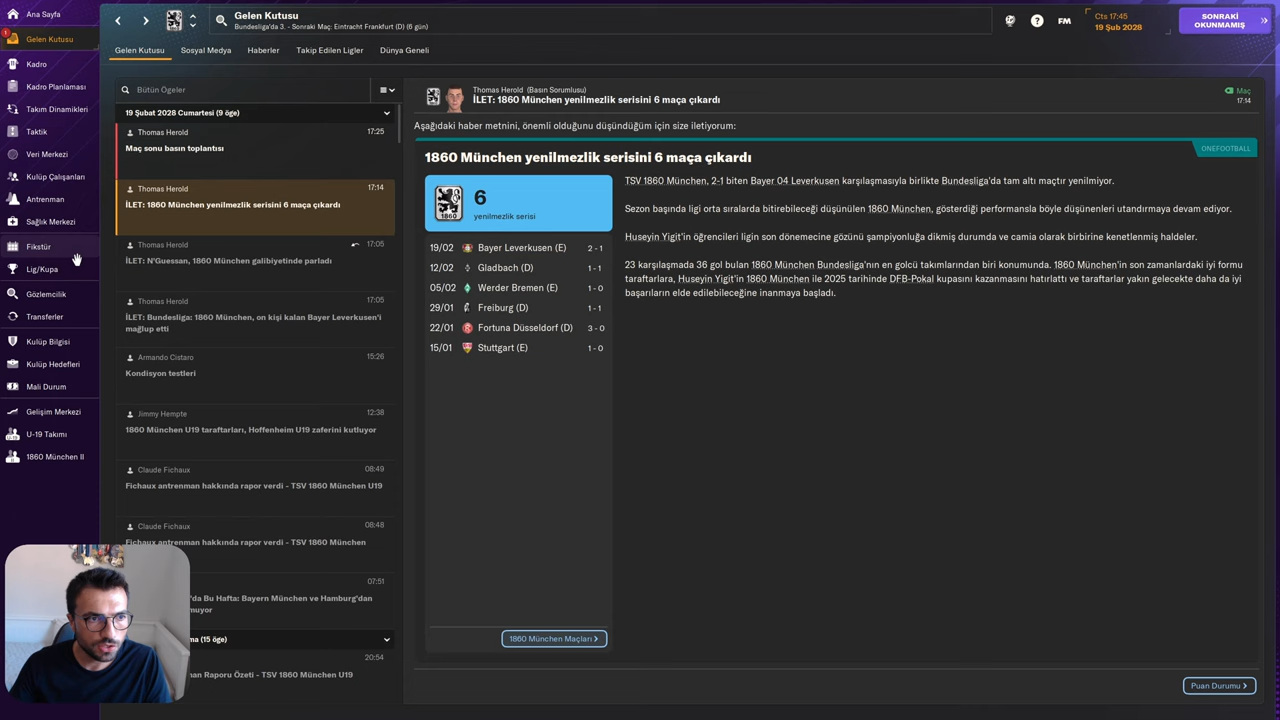 Ana Sayfa
1
Gelen Kutusu
Kadro
Kadro Planlaması
Takım Dinamikleri
Taktik
Veri Merkezi
Kulüp Çalışanları
Antrenman
Sağlık Merkezi
Fikstür
Lig/Kupa
Gözlemcilik
Transferler
Kulüp Bilgisi
Kulüp Hedefleri
Mali Durum
Gelişim Merkezi
U-19 Takımı
1860 München II
Gelen Kutusu
Bundesliga'da 3. - Sonraki Maç: Eintracht Frankfurt (D) (6 gün)
FM
Cts 17:45
19 Şub 2028
SONRAKİ
OKUNMAMIŞ
Gelen Kutusu
Sosyal Medya
Haberler
Takip Edilen Ligler
Dünya Geneli
Bütün Ögeler
19 Şubat 2028 Cumartesi (9 öge)
Thomas Herold 17:25
Maç sonu basın toplantısı
Thomas Herold 17:14
İLET: 1860 München yenilmezlik serisini 6 maça çıkardı
Thomas Herold 17:05
İLET: N'Guessan, 1860 München galibiyetinde parladı
Thomas Herold 17:05
İLET: Bundesliga: 1860 München, on kişi kalan Bayer Leverkusen'i
mağlup etti
Armando Cistaro 15:26
Kondisyon testleri
Jimmy Hempte 12:38
1860 München U19 taraftarları, Hoffenheim U19 zaferini kutluyor
Claude Fichaux 08:49
Fichaux antrenman hakkında rapor verdi - TSV 1860 München U19
Claude Fichaux 08:48
Fichaux antrenman hakkında rapor verdi - TSV 1860 München
07:51
'da Bu Hafta: Bayern München ve Hamburg'dan
muyor
ma (15 öge)
20:54
an Raporu Özeti - TSV 1860 München U19
Thomas Herold (Basın Sorumlusu)
İLET: 1860 München yenilmezlik serisini 6 maça çıkardı
Maç
17:14
Aşağıdaki haber metnini, önemli olduğunu düşündüğüm için size iletiyorum:
ONEFOOTBALL
1860 München yenilmezlik serisini 6 maça çıkardı
1860
6
yenilmezlik serisi
19/02 Bayer Leverkusen (E) 2 - 1
12/02 Gladbach (D) 1 - 1
05/02 Werder Bremen (E) 1 - 0
29/01 Freiburg (D) 1 - 1
22/01 Fortuna Düsseldorf (D) 3 - 0
15/01 Stuttgart (E) 1 - 0
1860 München Maçları
TSV 1860 München, 2-1 biten Bayer 04 Leverkusen karşılaşmasıyla birlikte Bundesliga'da tam altı maçtır yenilmiyor.
Sezon başında ligi orta sıralarda bitirebileceği düşünülen 1860 München, gösterdiği performansla böyle düşünenleri utandırmaya devam ediyor.
Huseyin Yigit'in öğrencileri ligin son dönemecine gözünü şampiyonluğa dikmiş durumda ve camia olarak birbirine kenetlenmiş haldeler.
23 karşılaşmada 36 gol bulan 1860 München Bundesliga'nın en golcü takımlarından biri konumunda. 1860 München'in son zamanlardaki iyi formu
taraftarlara, Huseyin Yigit'in 1860 München ile 2025 tarihinde DFB-Pokal kupasını kazanmasını hatırlattı ve taraftarlar yakın gelecekte daha da iyi
başarıların elde edilebileceğine inanmaya başladı.
Puan Durumu